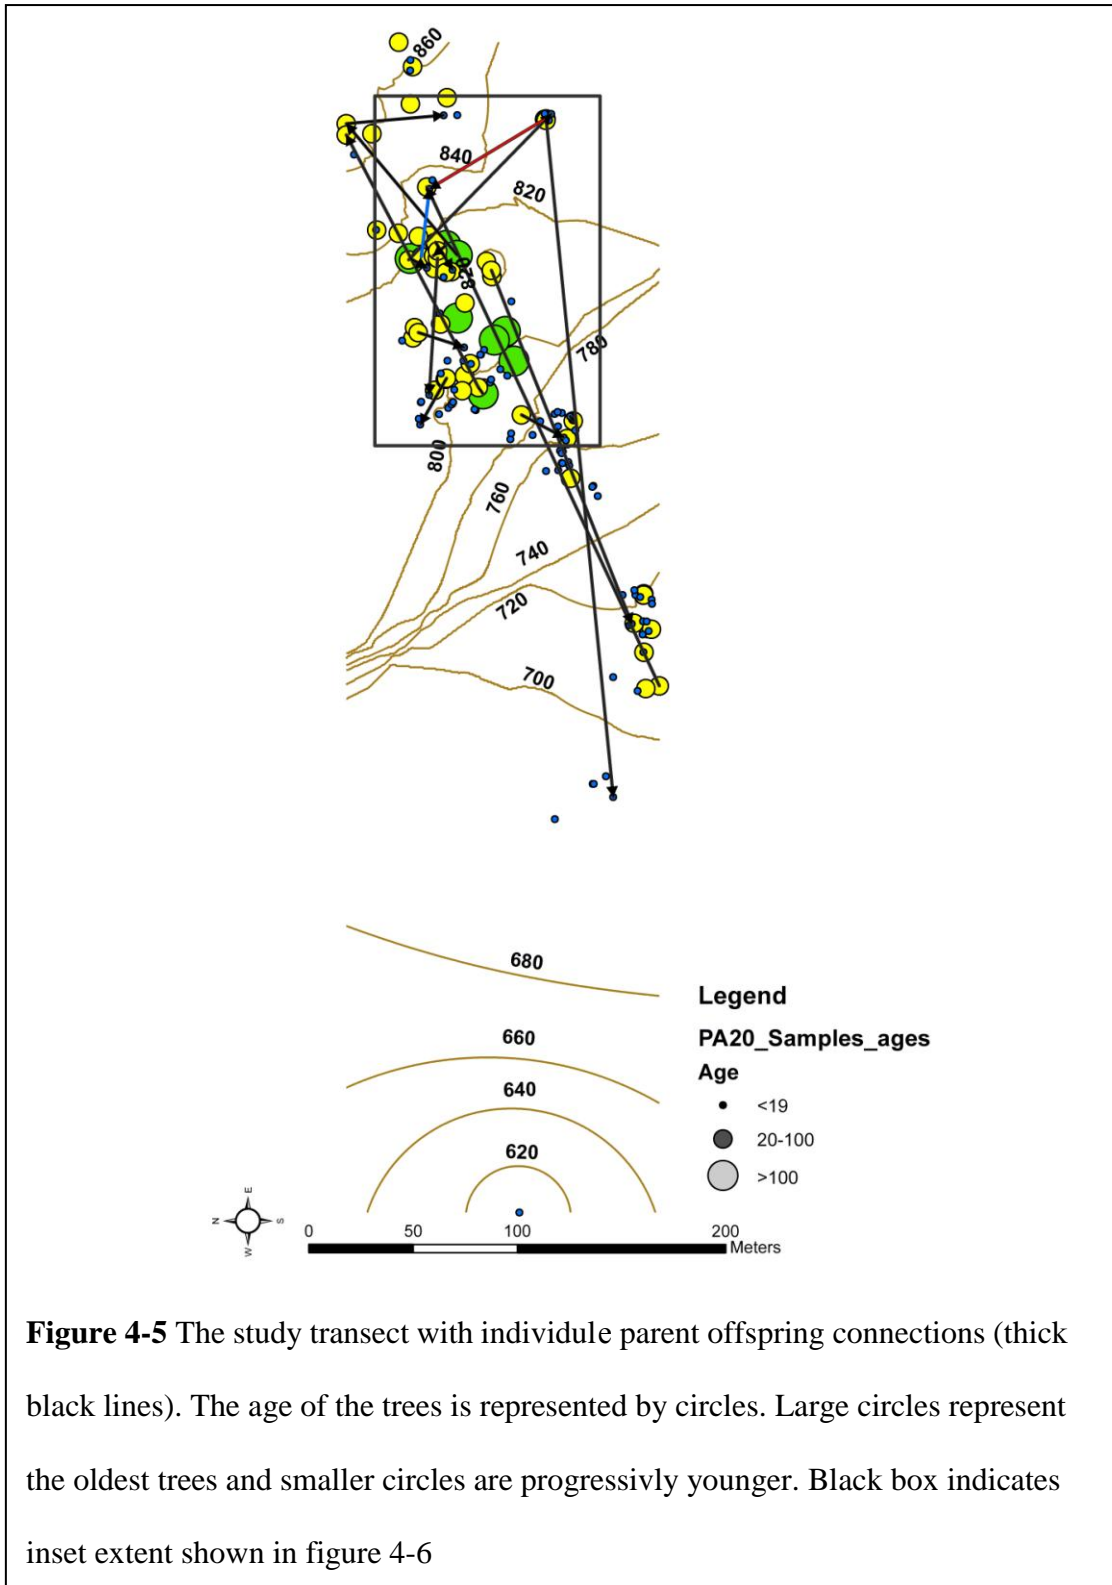 860
840
820
820
780
800
760
740
720
700
680
660
640
620
Legend
PA20_Samples_ages
Age
<19
20-100
>100
E
N S
W
0 50 100 200
Meters
Figure 4-5 The study transect with individule parent offspring connections (thick
black lines). The age of the trees is represented by circles. Large circles represent
the oldest trees and smaller circles are progressivly younger. Black box indicates
inset extent shown in figure 4-6